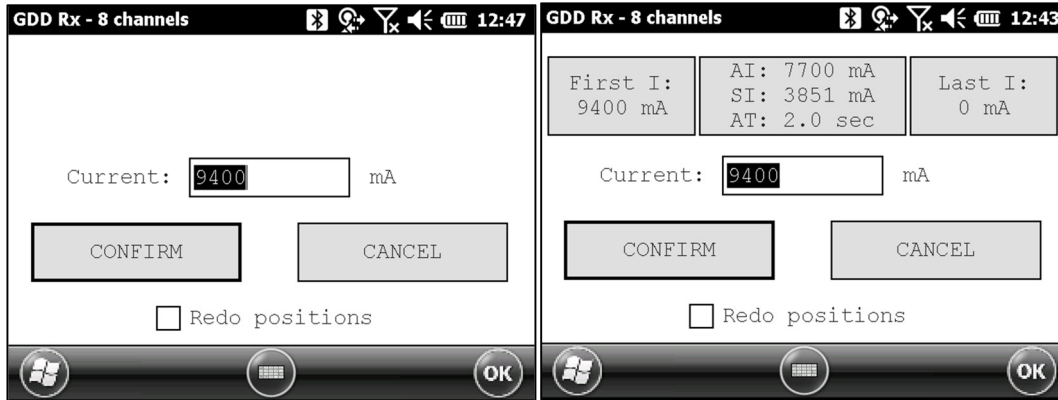 GDD Rx - 8 channels 12:47
Current: 9400 mA
CONFIRM CANCEL
Redo positions
OK
GDD Rx - 8 channels 12:43
First I:
9400 mA
AI: 7700 mA
SI: 3851 mA
AT: 2.0 sec
Last I:
0 mA
Current: 9400 mA
CONFIRM CANCEL
Redo positions
OK